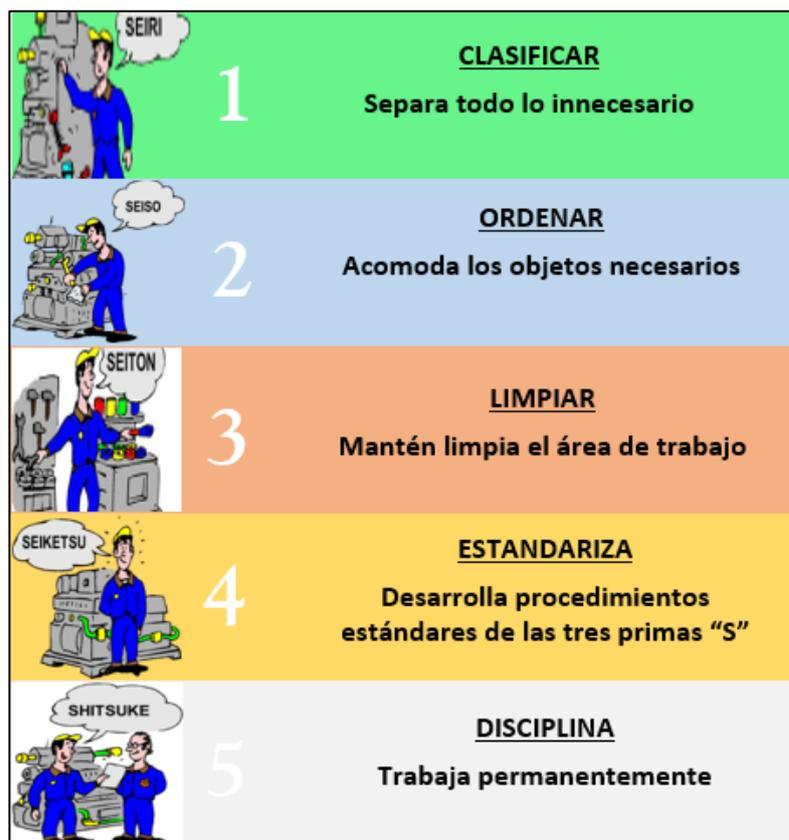 SEIRI
1
CLASIFICAR
Separa todo lo innecesario
SEISO
2
ORDENAR
Acomoda los objetos necesarios
SEITON
3
LIMPIAR
Mantén limpia el área de trabajo
SEIKETSU
4
ESTANDARIZA
Desarrolla procedimientos
estándares de las tres primas “S”
SHITSUKE
5
DISCIPLINA
Trabaja permanentemente